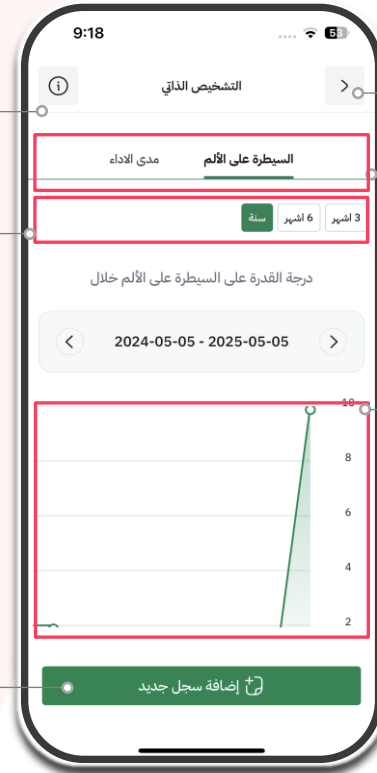 9:18
53
التشخيص الذاتي
السيطرة على الألم
مدى الاداء
3 اشهر
6 اشهر
سنة
درجة القدرة على السيطرة على الألم خلال
2024-05-05 - 2025-05-05
10
8
6
4
2
إضافة سجل جديد